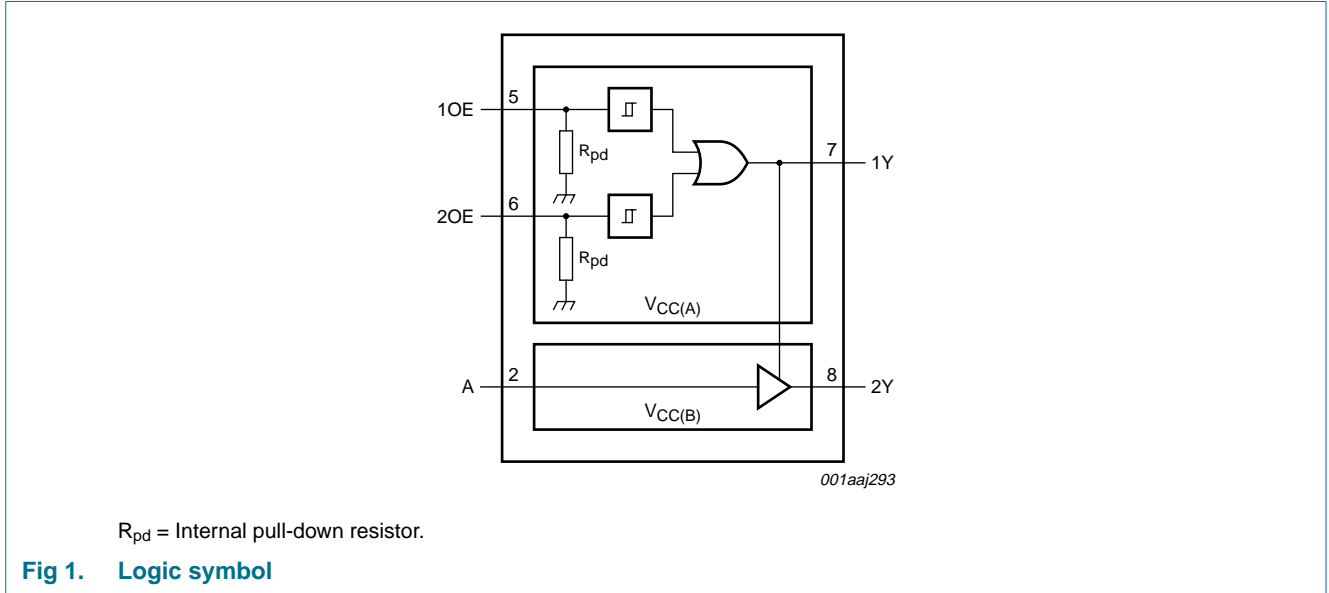 1OE
5
Rpd
7
1Y
2OE
6
Rpd
VCC(A)
A
2
8
2Y
VCC(B)
001aaj293
Rpd = Internal pull-down resistor.
Fig 1. Logic symbol